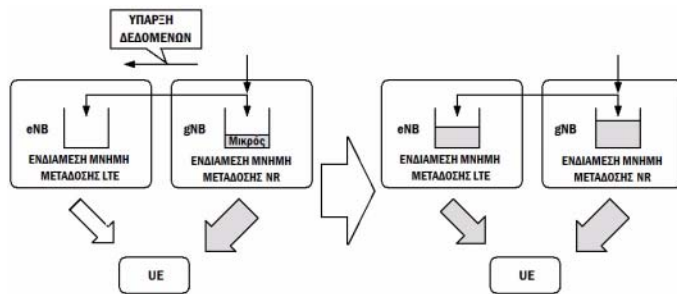 ΥΠΑΡΞΗ
ΔΕΔΟΜΕΝΩΝ
eNB
ΕΝΔΙΑΜΕΣΗ ΜΝΗΜΗ
ΜΕΤΑΔΟΣΗΣ LTE
gNB
Μικρός
ΕΝΔΙΑΜΕΣΗ ΜΝΗΜΗ
ΜΕΤΑΔΟΣΗΣ NR
UE
eNB
ΕΝΔΙΑΜΕΣΗ ΜΝΗΜΗ
ΜΕΤΑΔΟΣΗΣ LTE
gNB
ΕΝΔΙΑΜΕΣΗ ΜΝΗΜΗ
ΜΕΤΑΔΟΣΗΣ NR
UE